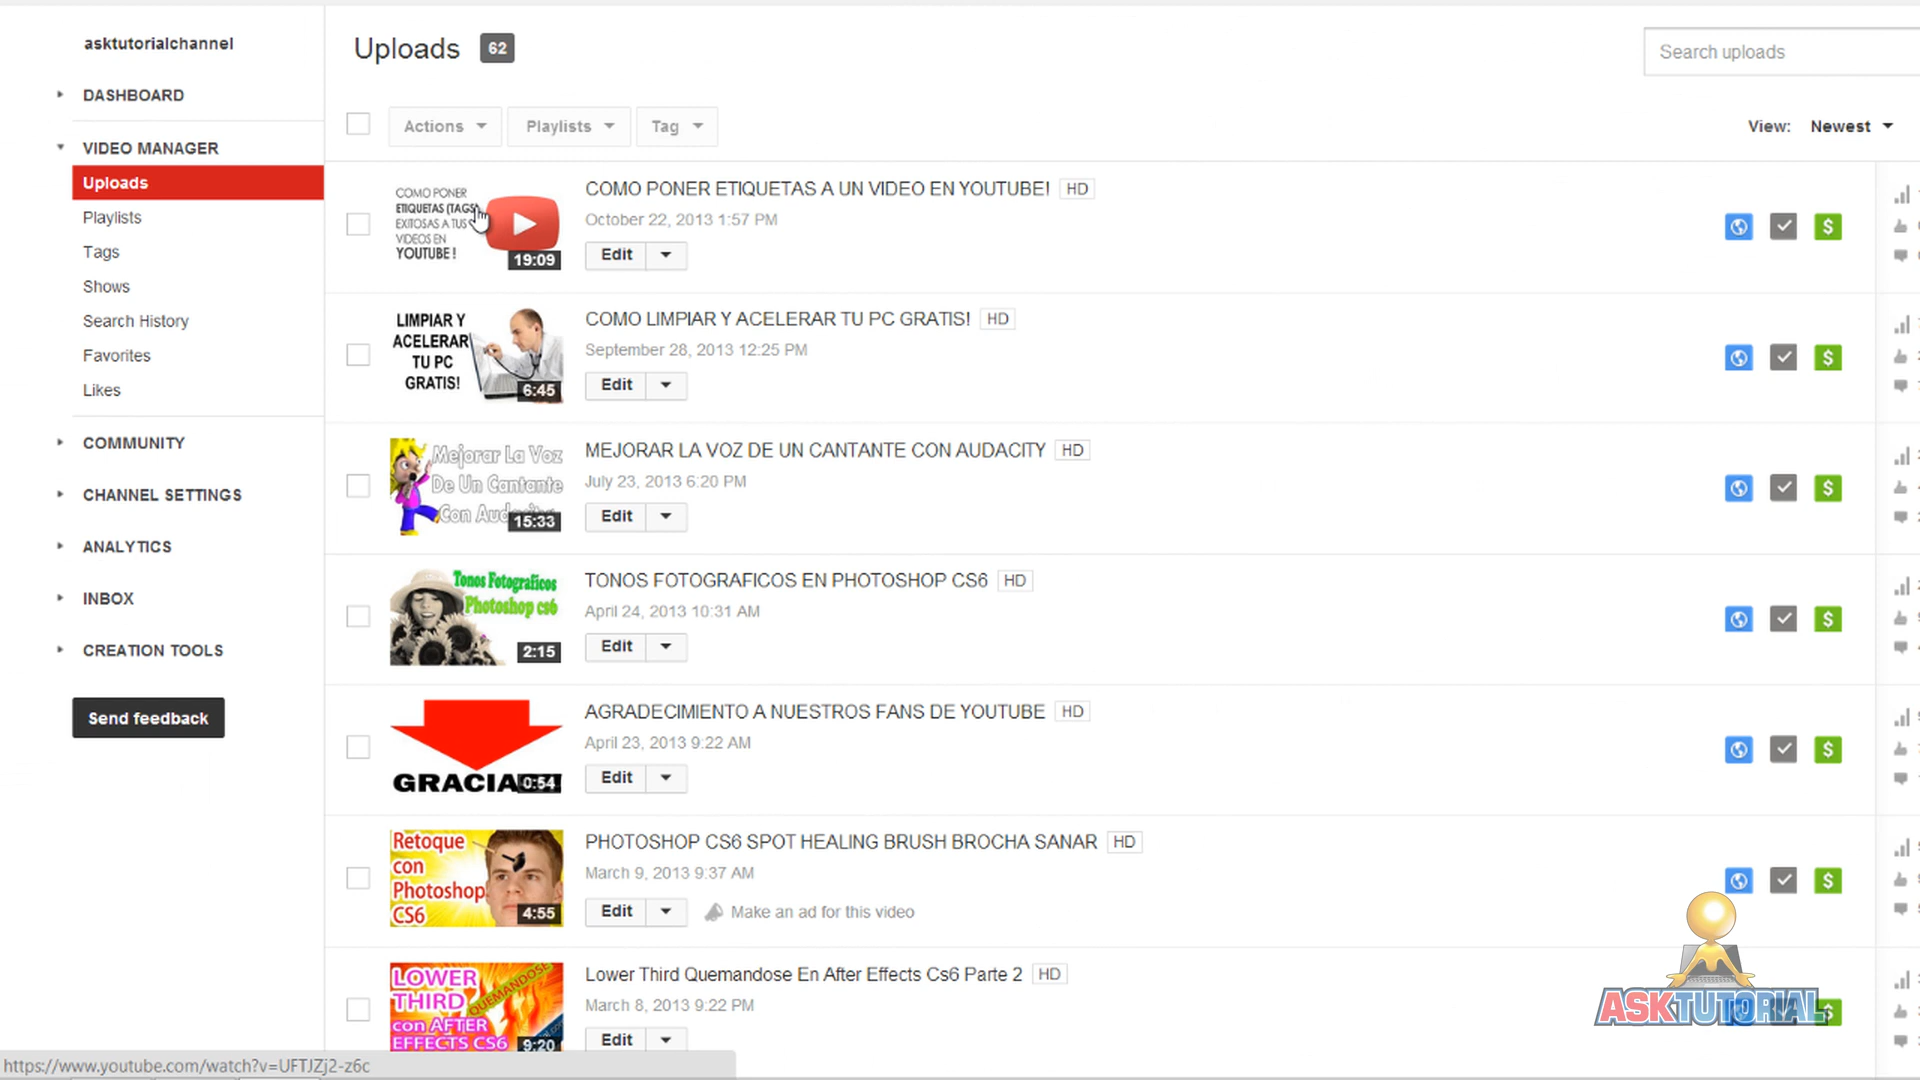 asktutorialchannel
DASHBOARD
VIDEO MANAGER
Uploads
Playlists
Tags
Shows
Search History
Favorites
Likes
COMMUNITY
CHANNEL SETTINGS
ANALYTICS
INBOX
CREATION TOOLS
Send feedback
Uploads 62
Search uploads
Actions Playlists Tag
View: Newest
COMO PONER
ETIQUETAS (TAGS)
EXITOSAS A TUS
VIDEOS EN
YOUTUBE !
19:09
COMO PONER ETIQUETAS A UN VIDEO EN YOUTUBE! HD
October 22, 2013 1:57 PM
Edit
LIMPIAR Y
ACELERAR
TU PC
GRATIS!
6:45
COMO LIMPIAR Y ACELERAR TU PC GRATIS! HD
September 28, 2013 12:25 PM
Edit
Mejorar La Voz
De Un Cantante
Con
15:33
MEJORAR LA VOZ DE UN CANTANTE CON AUDACITY HD
July 23, 2013 6:20 PM
Edit
Tonos Fotograficos
Photoshop cs6
2:15
TONOS FOTOGRAFICOS EN PHOTOSHOP CS6 HD
April 24, 2013 10:31 AM
Edit
GRACIA
0:54
AGRADECIMIENTO A NUESTROS FANS DE YOUTUBE HD
April 23, 2013 9:22 AM
Edit
Retoque
con
Photoshop
CS6
4:55
PHOTOSHOP CS6 SPOT HEALING BRUSH BROCHA SANAR HD
March 9, 2013 9:37 AM
Edit Make an ad for this video
LOWER
THIRD
QUEMANDOSE
con AFTER
EFFECTS CS6
9:20
Lower Third Quemandose En After Effects Cs6 Parte 2 HD
March 8, 2013 9:22 PM
Edit
ASKTUTORIAL
https://www.youtube.com/watch?v=UFTJZj2-z6c